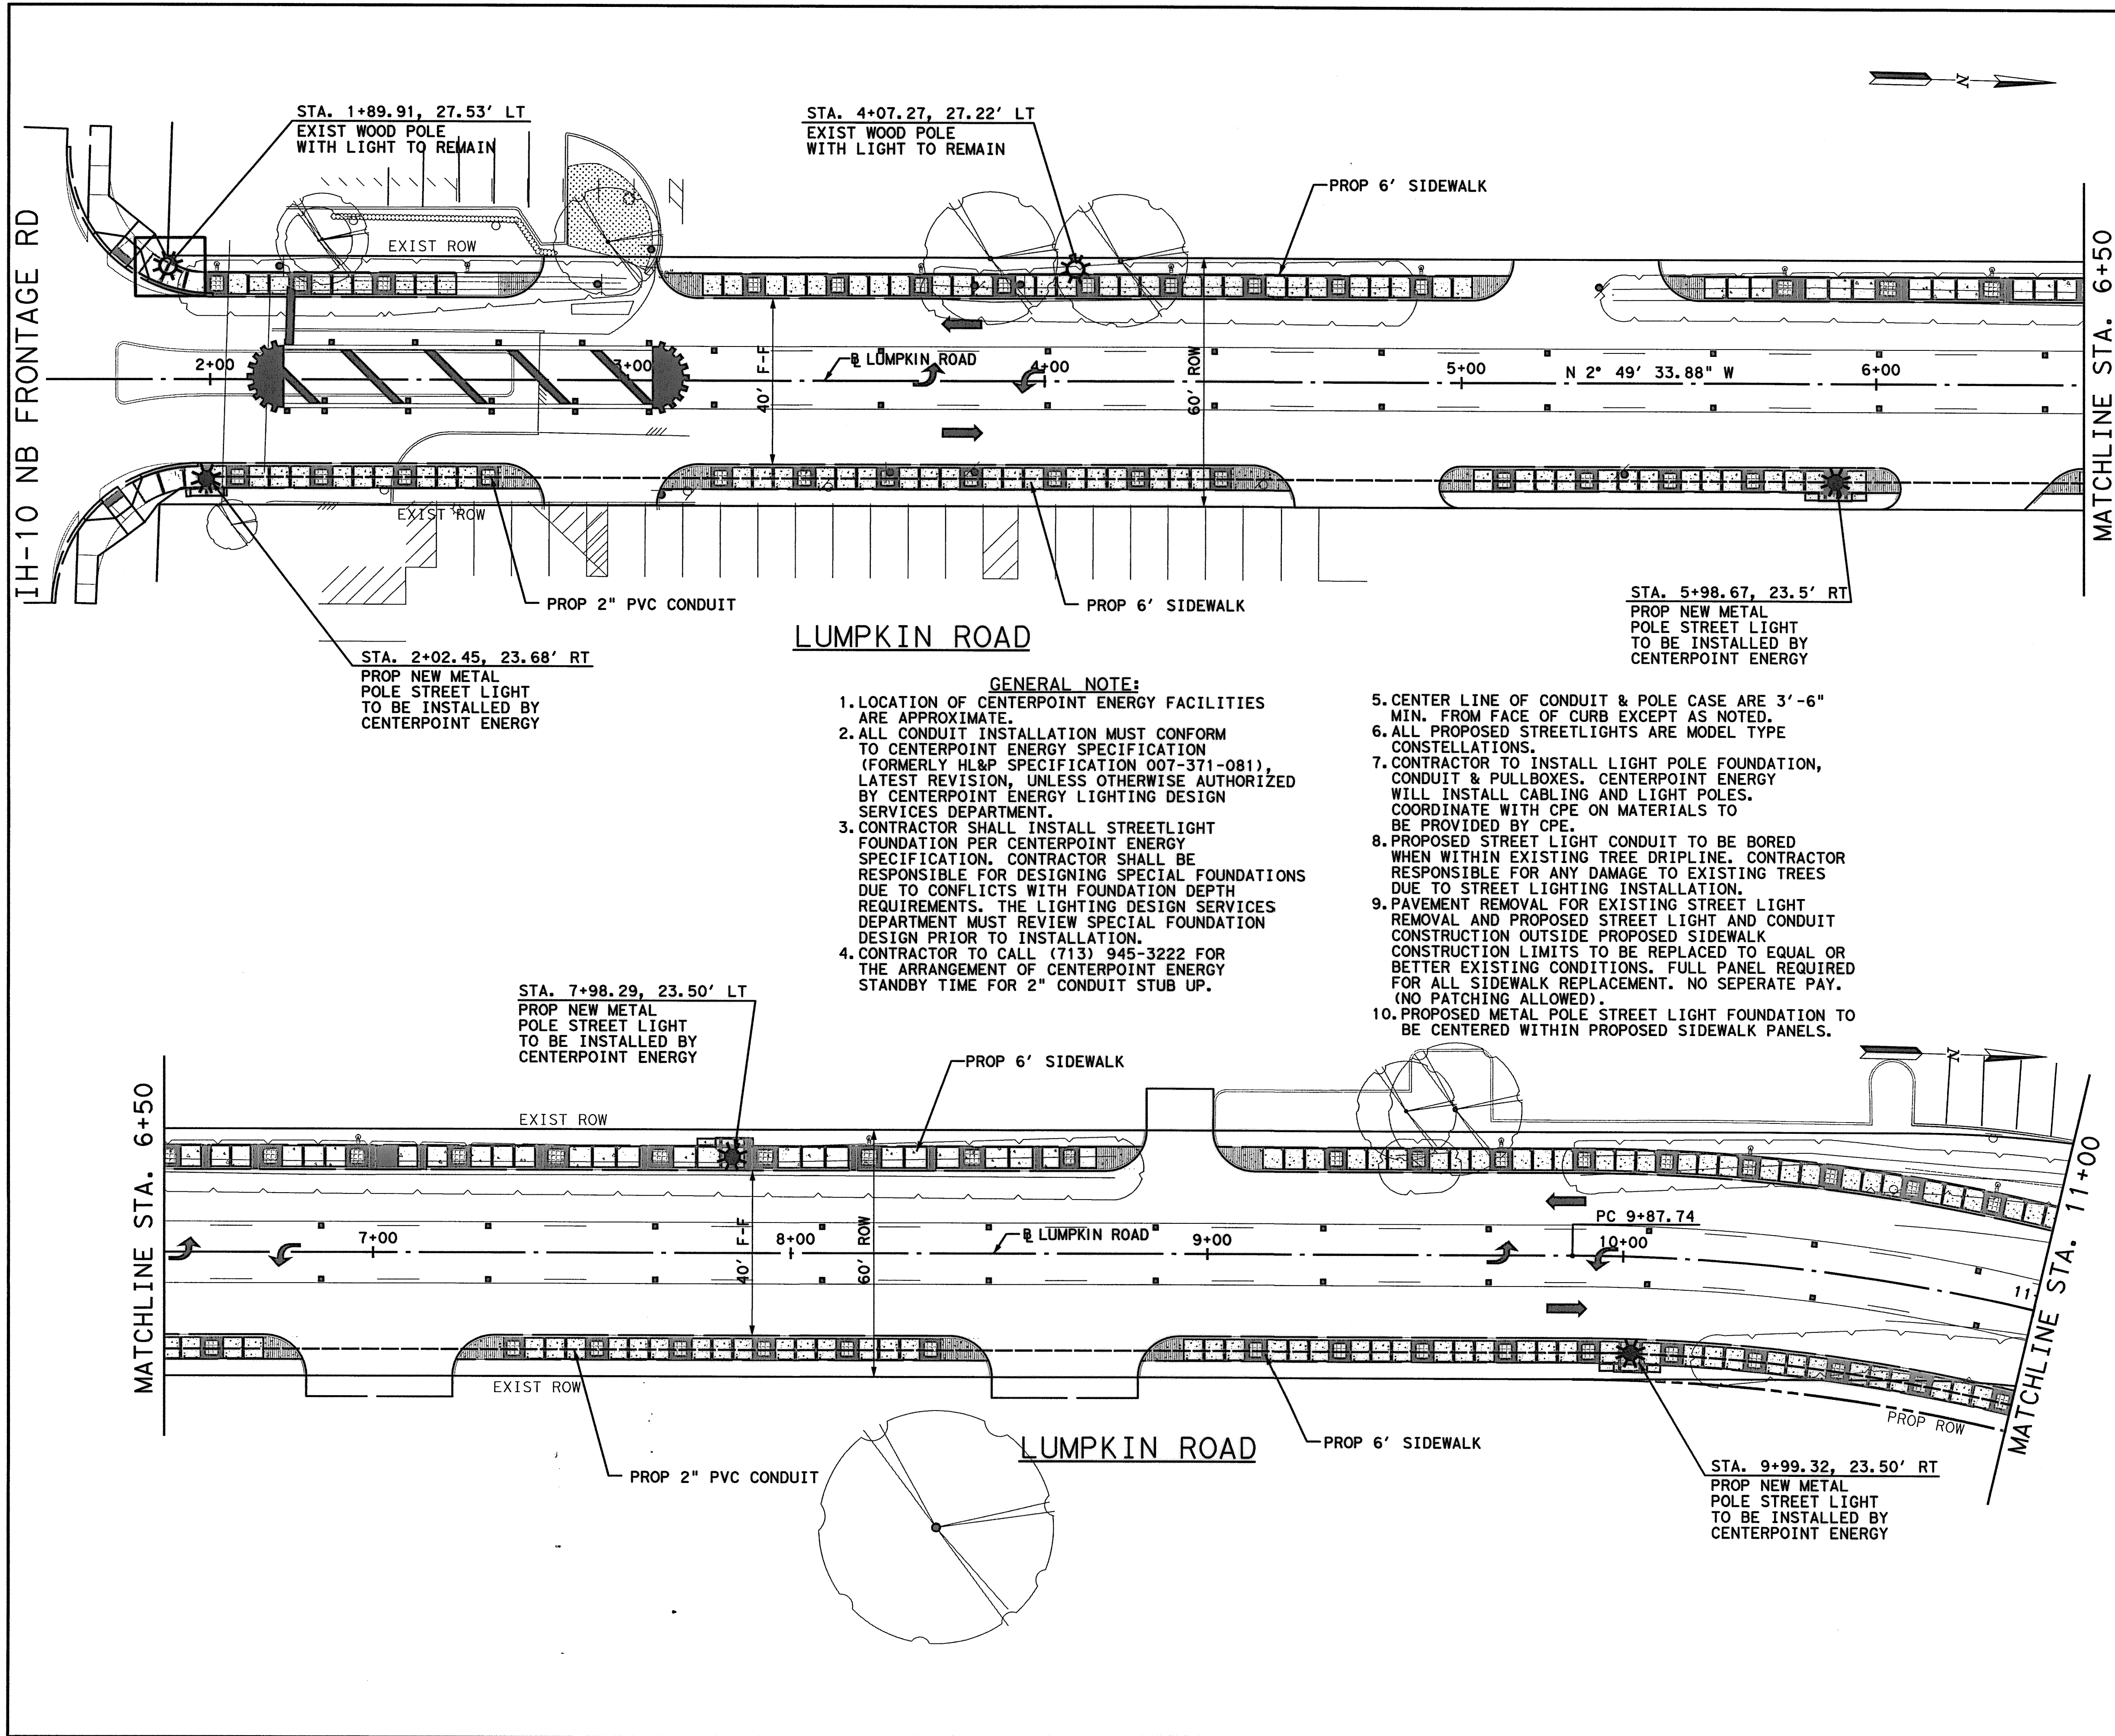 N
STA. 1+89.91, 27.53' LT
EXIST WOOD POLE
WITH LIGHT TO REMAIN
STA. 4+07.27, 27.22' LT
EXIST WOOD POLE
WITH LIGHT TO REMAIN
PROP 6' SIDEWALK
IH-10 NB FRONTAGE RD
EXIST ROW
MATCHLINE STA. 6+50
2+00
3+00
40' F-F
B LUMPKIN ROAD
4+00
60' ROW
5+00
N 2° 49' 33.88" W
6+00
EXIST ROW
PROP 2" PVC CONDUIT
PROP 6' SIDEWALK
LUMPKIN ROAD
STA. 5+98.67, 23.5' RT
PROP NEW METAL
POLE STREET LIGHT
TO BE INSTALLED BY
CENTERPOINT ENERGY
STA. 2+02.45, 23.68' RT
PROP NEW METAL
POLE STREET LIGHT
TO BE INSTALLED BY
CENTERPOINT ENERGY
GENERAL NOTE:
1. LOCATION OF CENTERPOINT ENERGY FACILITIES
ARE APPROXIMATE.
2. ALL CONDUIT INSTALLATION MUST CONFORM
TO CENTERPOINT ENERGY SPECIFICATION
(FORMERLY HL&P SPECIFICATION 007-371-081),
LATEST REVISION, UNLESS OTHERWISE AUTHORIZED
BY CENTERPOINT ENERGY LIGHTING DESIGN
SERVICES DEPARTMENT.
3. CONTRACTOR SHALL INSTALL STREETLIGHT
FOUNDATION PER CENTERPOINT ENERGY
SPECIFICATION. CONTRACTOR SHALL BE
RESPONSIBLE FOR DESIGNING SPECIAL FOUNDATIONS
DUE TO CONFLICTS WITH FOUNDATION DEPTH
REQUIREMENTS. THE LIGHTING DESIGN SERVICES
DEPARTMENT MUST REVIEW SPECIAL FOUNDATION
DESIGN PRIOR TO INSTALLATION.
4. CONTRACTOR TO CALL (713) 945-3222 FOR
THE ARRANGEMENT OF CENTERPOINT ENERGY
STANDBY TIME FOR 2" CONDUIT STUB UP.
5. CENTER LINE OF CONDUIT & POLE CASE ARE 3'-6"
MIN. FROM FACE OF CURB EXCEPT AS NOTED.
6. ALL PROPOSED STREETLIGHTS ARE MODEL TYPE
CONSTELLATIONS.
7. CONTRACTOR TO INSTALL LIGHT POLE FOUNDATION,
CONDUIT & PULLBOXES. CENTERPOINT ENERGY
WILL INSTALL CABLING AND LIGHT POLES.
COORDINATE WITH CPE ON MATERIALS TO
BE PROVIDED BY CPE.
8. PROPOSED STREET LIGHT CONDUIT TO BE BORED
WHEN WITHIN EXISTING TREE DRIPLINE. CONTRACTOR
RESPONSIBLE FOR ANY DAMAGE TO EXISTING TREES
DUE TO STREET LIGHTING INSTALLATION.
9. PAVEMENT REMOVAL FOR EXISTING STREET LIGHT
REMOVAL AND PROPOSED STREET LIGHT AND CONDUIT
CONSTRUCTION OUTSIDE PROPOSED SIDEWALK
CONSTRUCTION LIMITS TO BE REPLACED TO EQUAL OR
BETTER EXISTING CONDITIONS. FULL PANEL REQUIRED
FOR ALL SIDEWALK REPLACEMENT. NO SEPERATE PAY.
(NO PATCHING ALLOWED).
10. PROPOSED METAL POLE STREET LIGHT FOUNDATION TO
BE CENTERED WITHIN PROPOSED SIDEWALK PANELS.
STA. 7+98.29, 23.50' LT
PROP NEW METAL
POLE STREET LIGHT
TO BE INSTALLED BY
CENTERPOINT ENERGY
PROP 6' SIDEWALK
N
MATCHLINE STA. 6+50
EXIST ROW
7+00
40' F-F
8+00
60' ROW
B LUMPKIN ROAD
9+00
PC 9+87.74
10+00
11+
MATCHLINE STA. 11+00
EXIST ROW
PROP ROW
PROP 2" PVC CONDUIT
LUMPKIN ROAD
PROP 6' SIDEWALK
STA. 9+99.32, 23.50' RT
PROP NEW METAL
POLE STREET LIGHT
TO BE INSTALLED BY
CENTERPOINT ENERGY